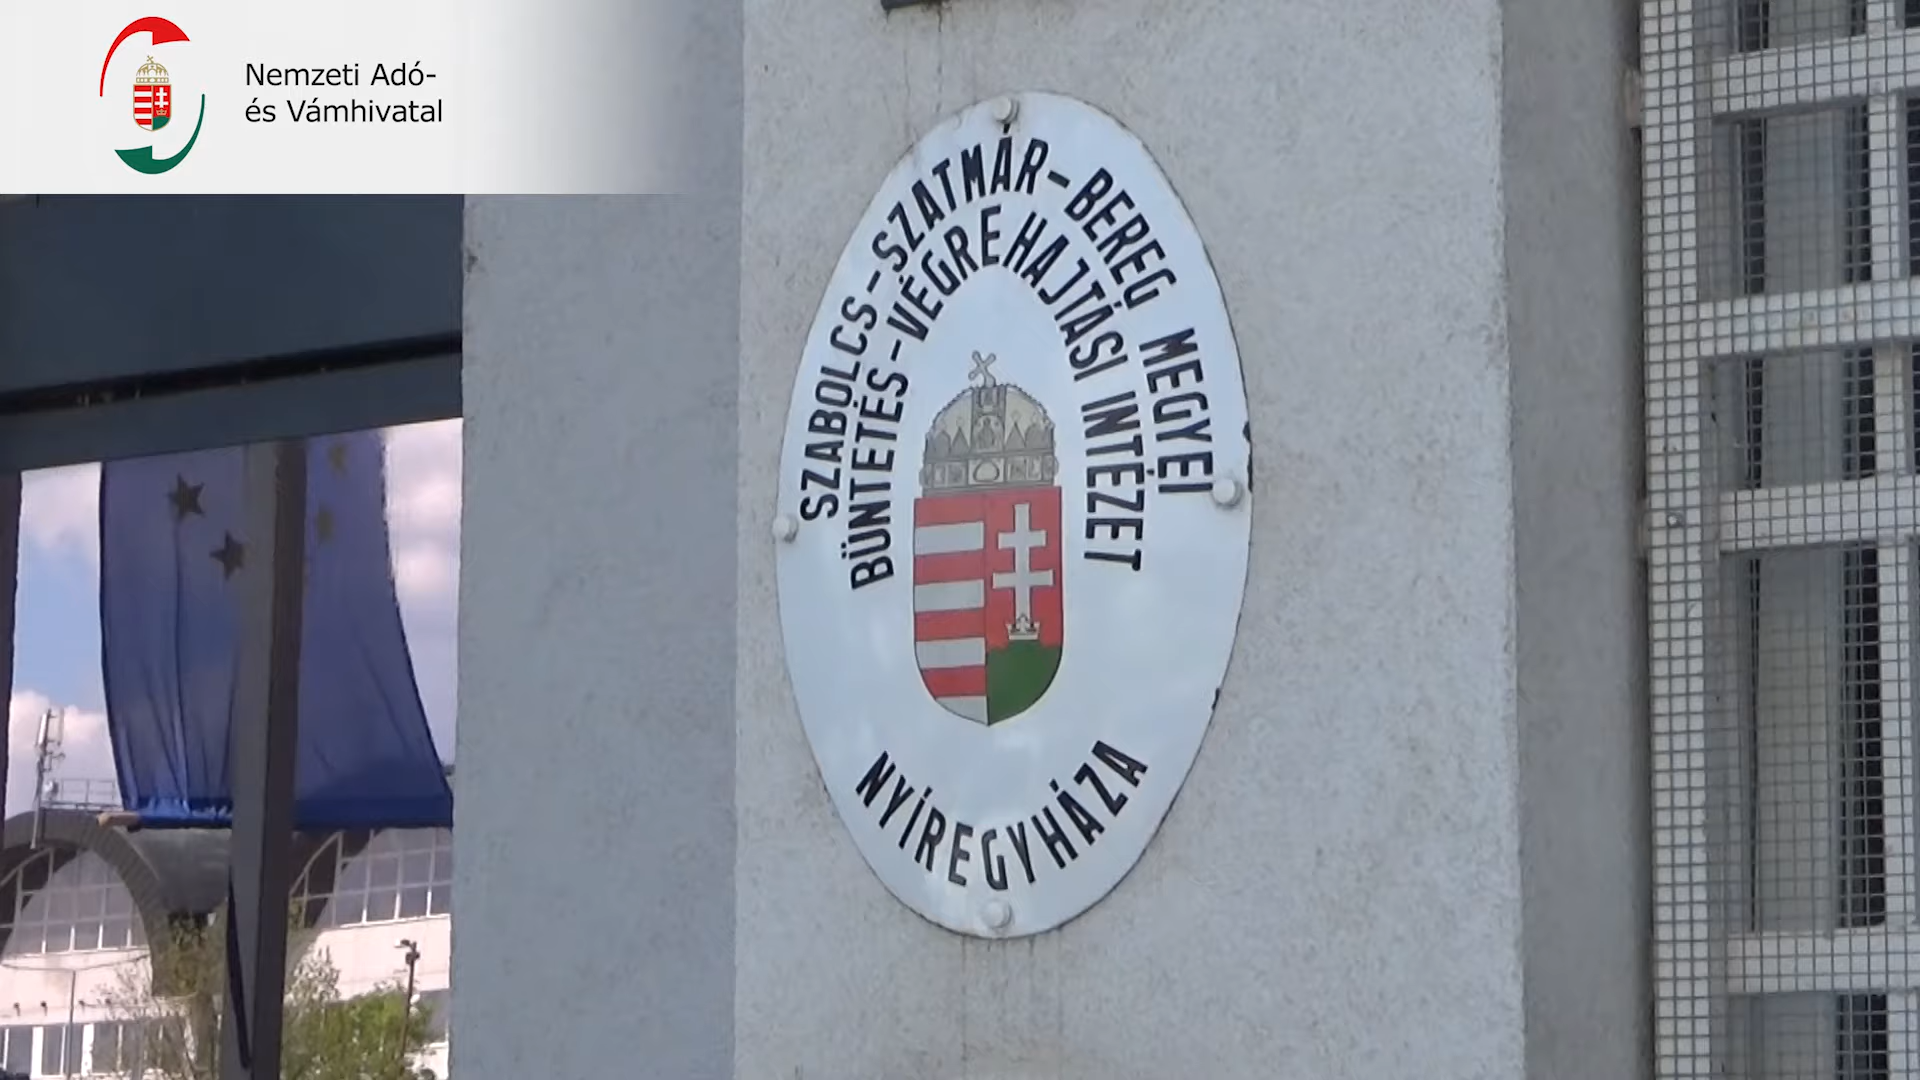 Nemzeti Adó-
és Vámhivatal
SZABOLCS-SZATMÁR-BEREG MEGYEI
BÜNTETÉS-VÉGREHAJTÁSI INTÉZET
NYÍREGYHÁZA